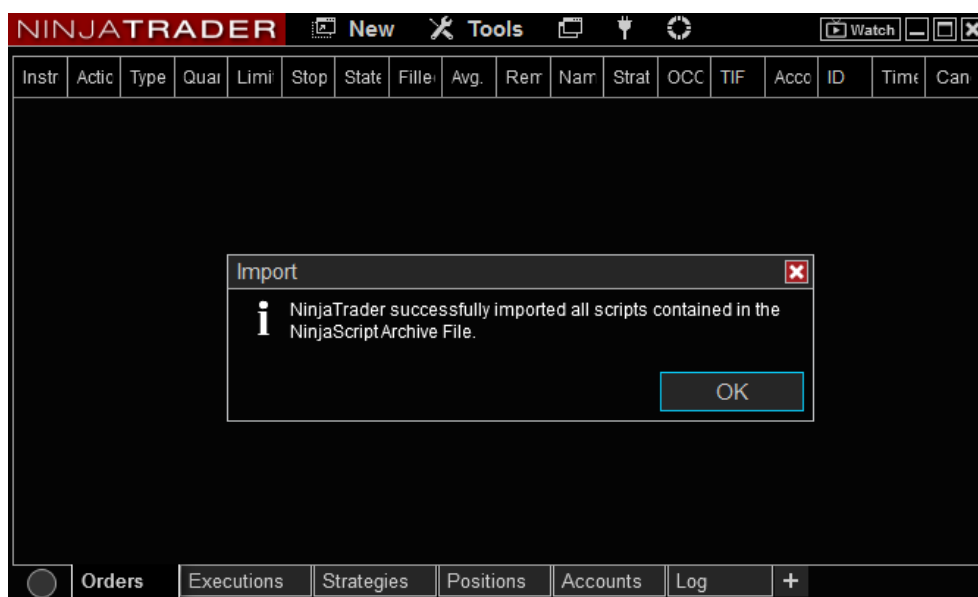 NINJATRADER New Tools Watch
Instr Actic Type Quar Limi Stop State Fille Avg. Rem Nam Strat OCC TIF Acco ID Time Can
Import
NinjaTrader successfully imported all scripts contained in the
NinjaScript Archive File.
OK
Orders Executions Strategies Positions Accounts Log +